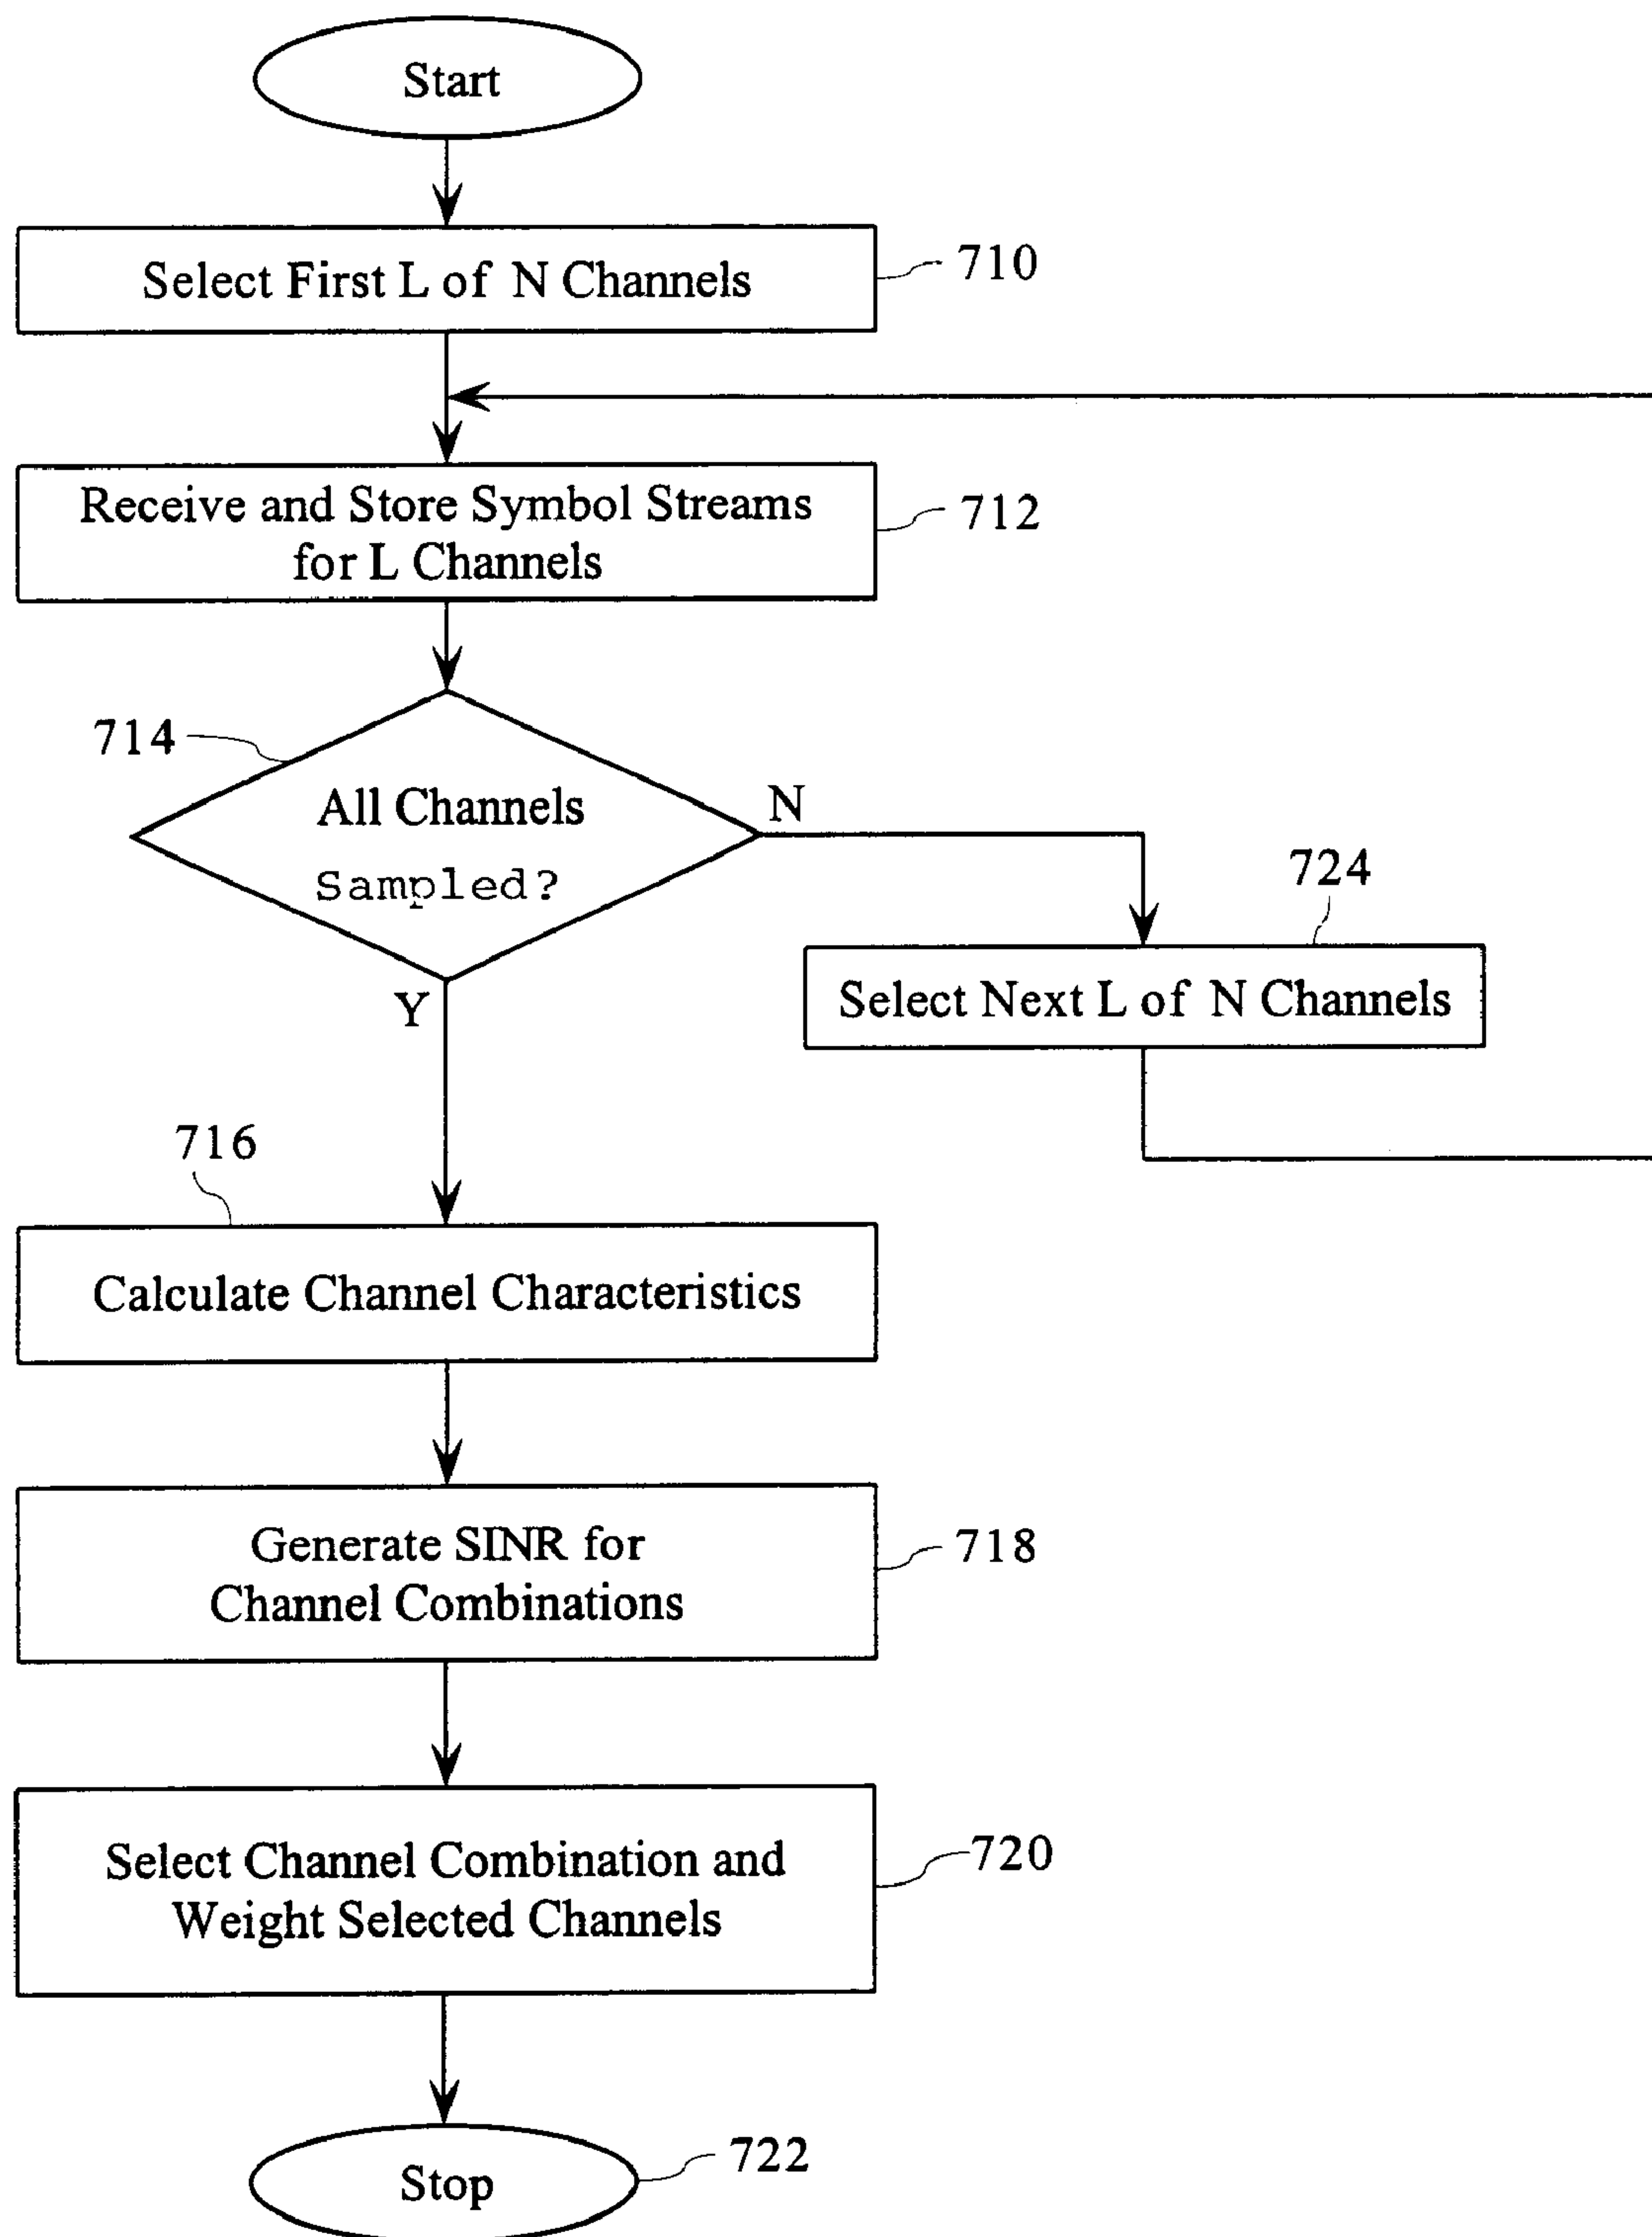 Start
Select First L of N Channels
710
Receive and Store Symbol Streams
for L Channels
712
714
All Channels
Sampled?
N
Y
724
Select Next L of N Channels
716
Calculate Channel Characteristics
Generate SINR for
Channel Combinations
718
Select Channel Combination and
Weight Selected Channels
720
Stop
722